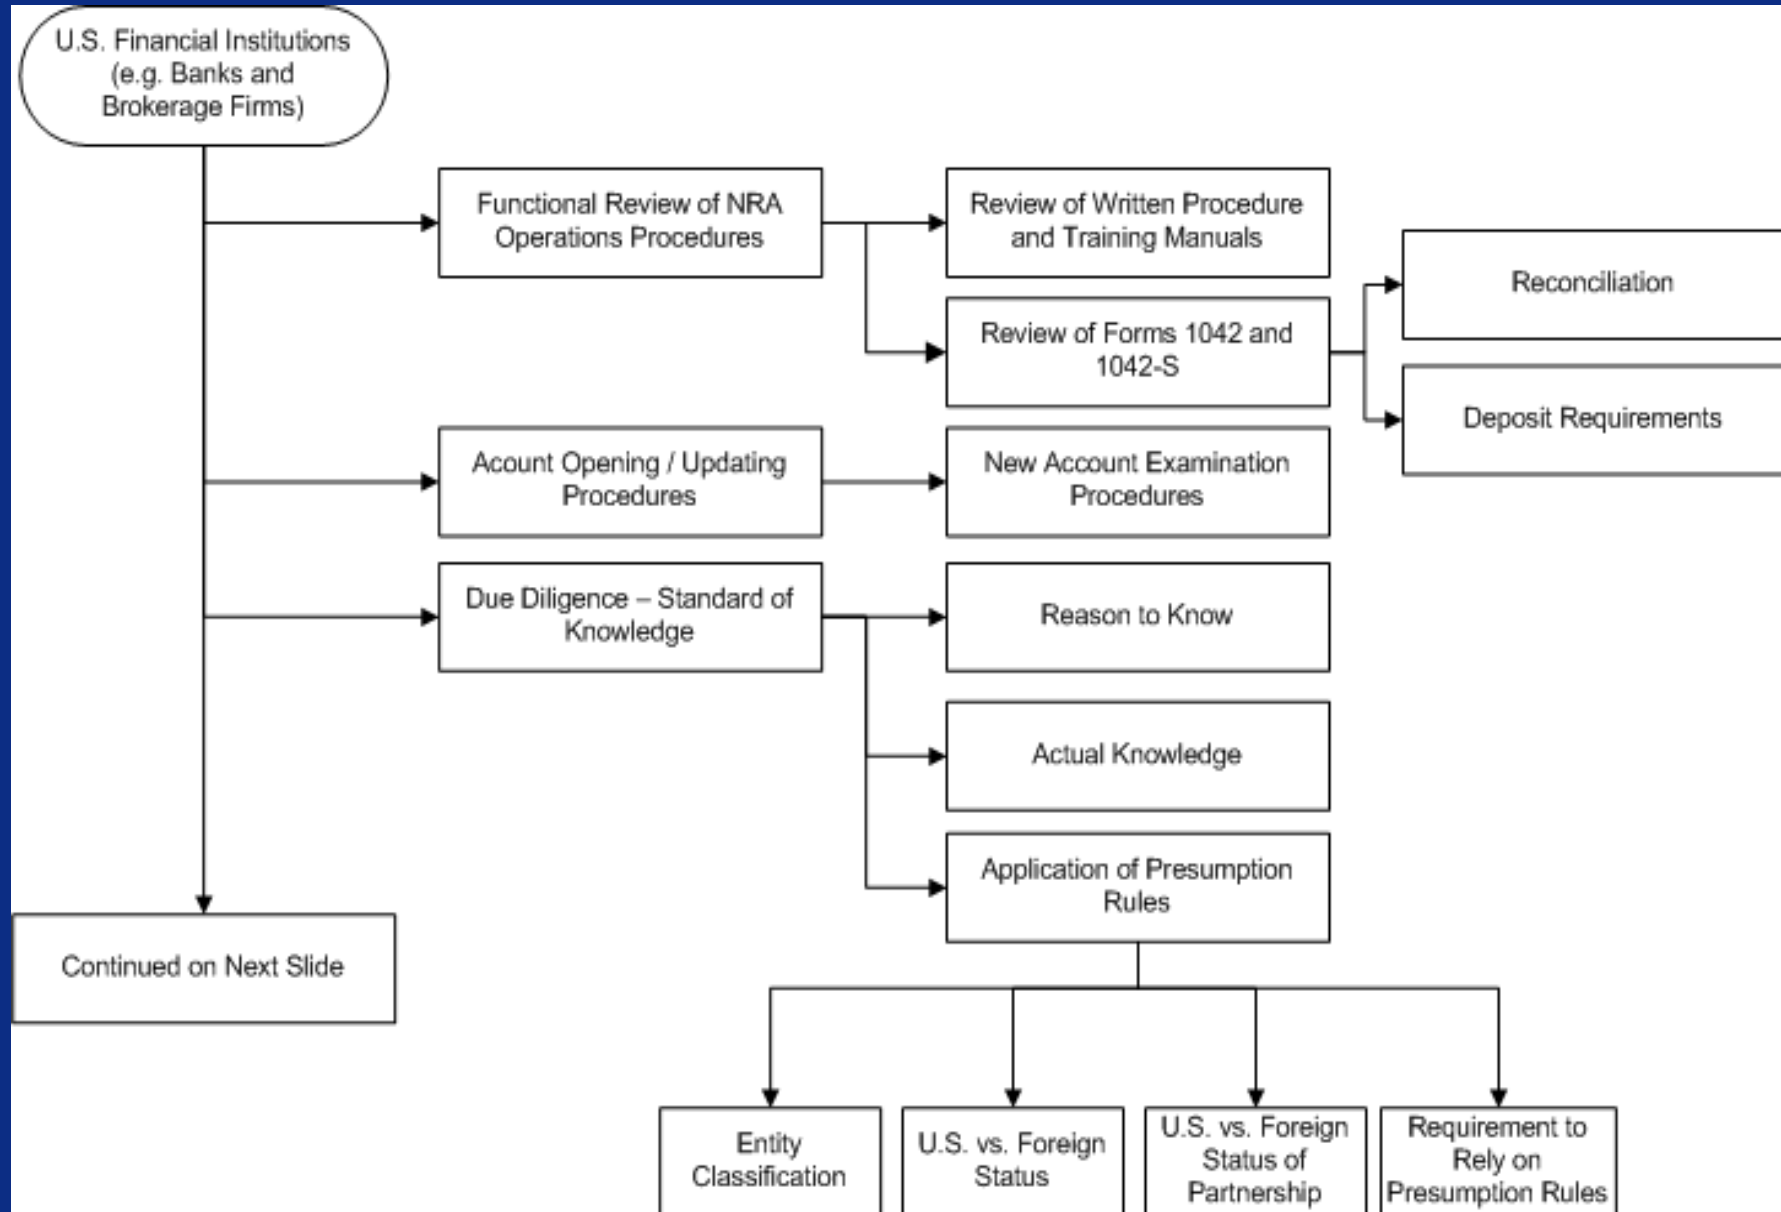 U.S. Financial Institutions
(e.g. Banks and
Brokerage Firms)
Functional Review of NRA
Operations Procedures
Review of Written Procedure
and Training Manuals
Reconciliation
Review of Forms 1042 and
1042-S
Deposit Requirements
Acount Opening / Updating
Procedures
New Account Examination
Procedures
Due Diligence – Standard of
Knowledge
Reason to Know
Actual Knowledge
Application of Presumption
Rules
Continued on Next Slide
Entity
Classification
U.S. vs. Foreign
Status
U.S. vs. Foreign
Status of
Partnership
Requirement to
Rely on
Presumption Rules